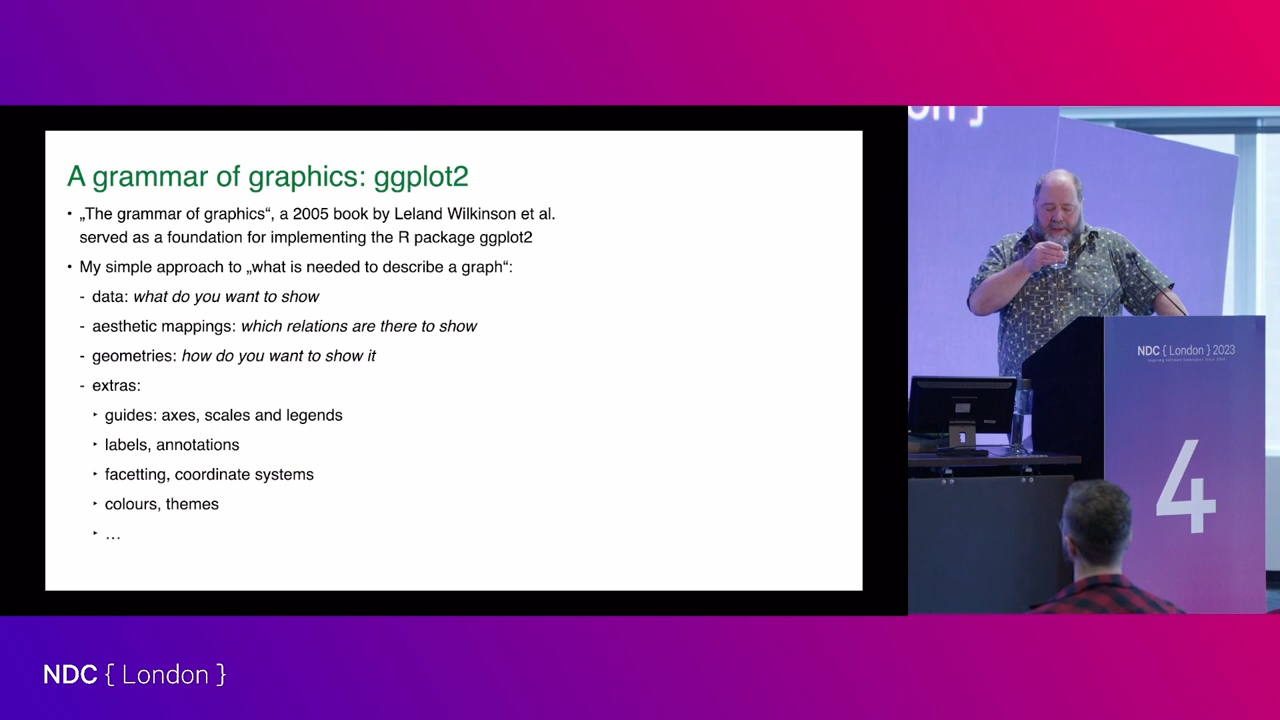 A grammar of graphics: ggplot2
• „The grammar of graphics“, a 2005 book by Leland Wilkinson et al.
served as a foundation for implementing the R package ggplot2
• My simple approach to „what is needed to describe a graph“:
- data: what do you want to show
- aesthetic mappings: which relations are there to show
- geometries: how do you want to show it
- extras:
‣ guides: axes, scales and legends
‣ labels, annotations
‣ facetting, coordinate systems
‣ colours, themes
‣ …
on }
NDC { London } 2023
4
NDC { London }